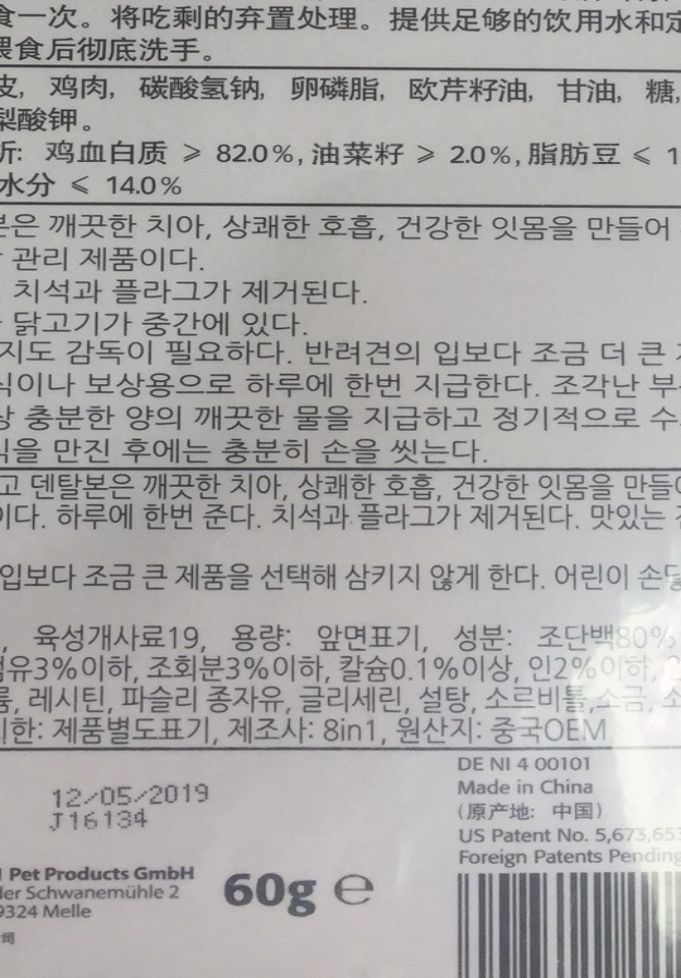 食一次。将吃剩的弃置处理。提供足够的饮用水和定
喂食后彻底洗手。
皮, 鸡肉, 碳酸氢钠, 卵磷脂, 欧芹籽油, 甘油, 糖,
梨酸钾。
析: 鸡血白质 ≥ 82.0%, 油菜籽 ≥ 2.0%, 脂肪豆 ≤ 1
水分 ≤ 14.0%
본은 깨끗한 치아, 상쾌한 호흡, 건강한 잇몸을 만들어
관리 제품이다.
치석과 플라그가 제거된다.
닭고기가 중간에 있다.
지도 감독이 필요하다. 반려견의 입보다 조금 더 큰
식이나 보상용으로 하루에 한번 지급한다. 조각난 부
상 충분한 양의 깨끗한 물을 지급하고 정기적으로 수
식을 만진 후에는 충분히 손을 씻는다.
고 덴탈본은 깨끗한 치아, 상쾌한 호흡, 건강한 잇몸을 만들어
이다. 하루에 한번 준다. 치석과 플라그가 제거된다. 맛있는
입보다 조금 큰 제품을 선택해 삼키지 않게 한다. 어린이 손닿
, 육성개사료19, 용량: 앞면표기, 성분: 조단백80%
섬유3%이하, 조회분3%이하, 칼슘0.1%이상, 인2%이하,
륨, 레시틴, 파슬리 종자유, 글리세린, 설탕, 소르비톨, 소금, 소
기한: 제품별도표기, 제조사: 8in1, 원산지: 중국OEM
DE NI 4 00101
Made in China
(原产地: 中国)
US Patent No. 5,673,653
Foreign Patents Pending
12/05/2019
J16134
Pet Products GmbH
der Schwanemühle 2
9324 Melle
司
60g ℮